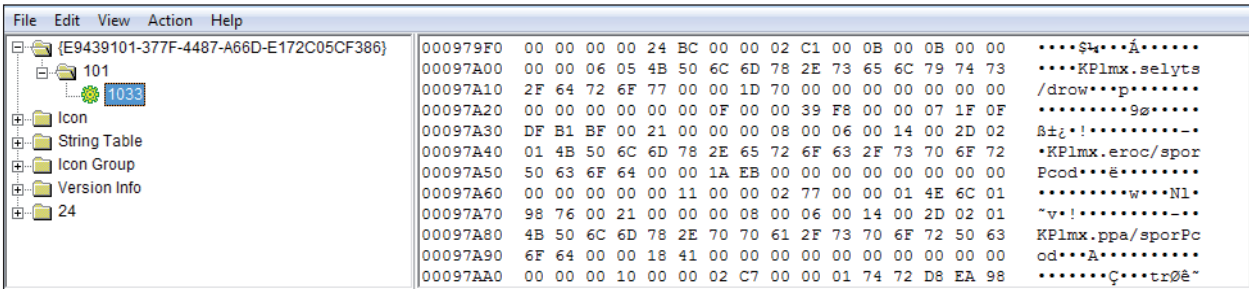 File Edit View Action Help
{E9439101-377F-4487-A66D-E172C05CF386}
101
1033
Icon
String Table
Icon Group
Version Info
24
000979F0 00 00 00 00 24 BC 00 00 02 C1 00 0B 00 0B 00 00 ••••$¼•••Á••••••
00097A00 00 00 06 05 4B 50 6C 6D 78 2E 73 65 6C 79 74 73 ••••KPlmx.selyts
00097A10 2F 64 72 6F 77 00 00 1D 70 00 00 00 00 00 00 00 /drow•••p•••••••
00097A20 00 00 00 00 00 0F 00 00 39 F8 00 00 07 1F 0F •••••••••9ø•••••
00097A30 DF B1 BF 00 21 00 00 00 08 00 06 00 14 00 2D 02 ß±¿•!•••••••••-•
00097A40 01 4B 50 6C 6D 78 2E 65 72 6F 63 2F 73 70 6F 72 •KPlmx.eroc/spor
00097A50 50 63 6F 64 00 00 1A EB 00 00 00 00 00 00 00 00 Pcod•••ë••••••••
00097A60 00 00 00 00 11 00 00 02 77 00 00 01 4E 6C 01 •••••••••w•••Nl•
00097A70 98 76 00 21 00 00 00 08 00 06 00 14 00 2D 02 01 ˜v•!•••••••••-••
00097A80 4B 50 6C 6D 78 2E 70 70 61 2F 73 70 6F 72 50 63 KPlmx.ppa/sporPc
00097A90 6F 64 00 00 18 41 00 00 00 00 00 00 00 00 00 00 od•••A••••••••••
00097AA0 00 00 00 10 00 00 02 C7 00 00 01 74 72 D8 EA 98 •••••••Ç•••trØê˜